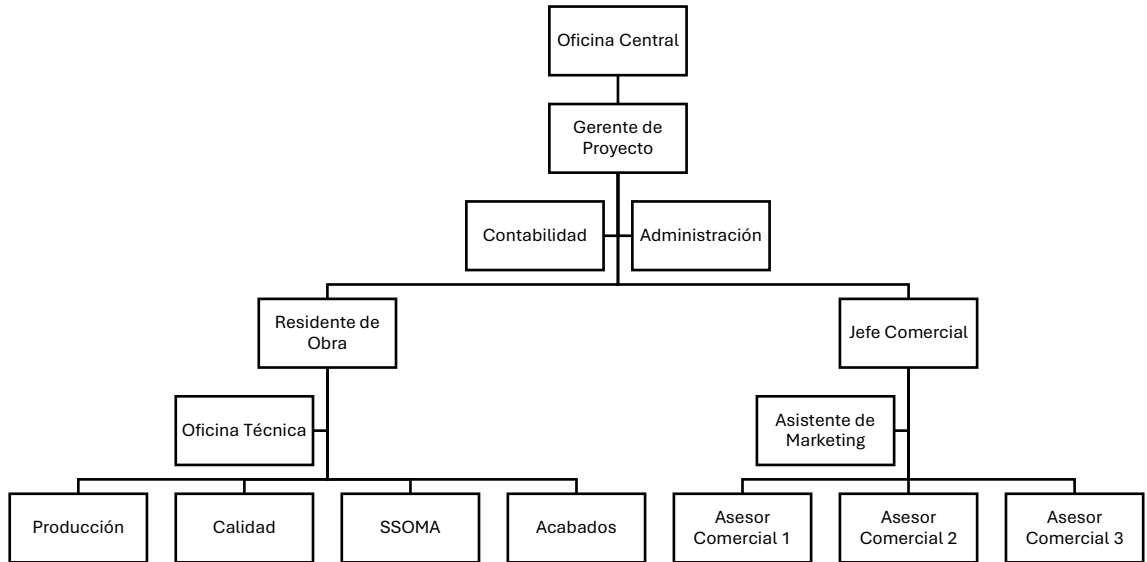 Oficina Central
Gerente de
Proyecto
Contabilidad
Administración
Residente de
Obra
Jefe Comercial
Oficina Técnica
Asistente de
Marketing
Producción
Calidad
SSOMA
Acabados
Asesor
Comercial 1
Asesor
Comercial 2
Asesor
Comercial 3